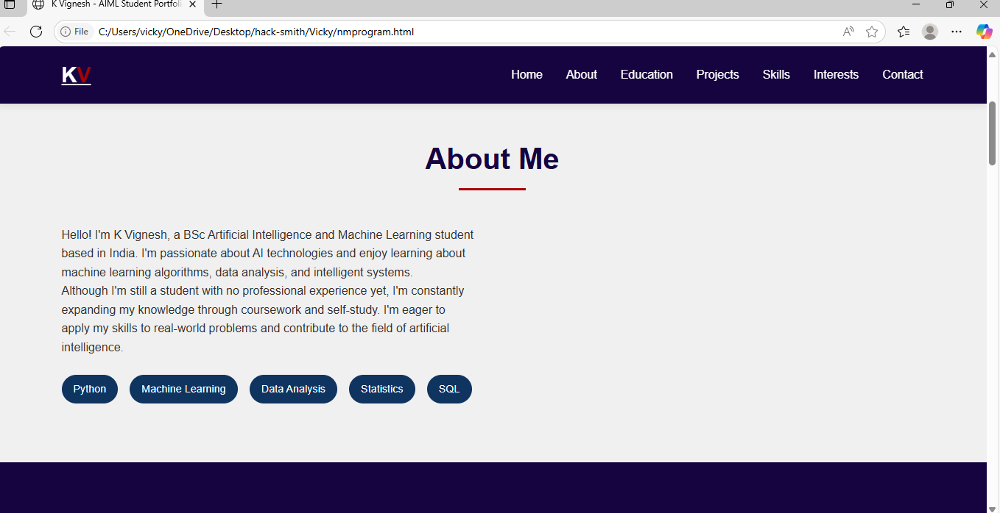 K Vignesh - AIML Student Portfoli
File C:/Users/vicky/OneDrive/Desktop/hack-smith/Vicky/nmprogram.html
KV
Home About Education Projects Skills Interests Contact
About Me
Hello! I'm K Vignesh, a BSc Artificial Intelligence and Machine Learning student
based in India. I'm passionate about AI technologies and enjoy learning about
machine learning algorithms, data analysis, and intelligent systems.
Although I'm still a student with no professional experience yet, I'm constantly
expanding my knowledge through coursework and self-study. I'm eager to
apply my skills to real-world problems and contribute to the field of artificial
intelligence.
Python Machine Learning Data Analysis Statistics SQL